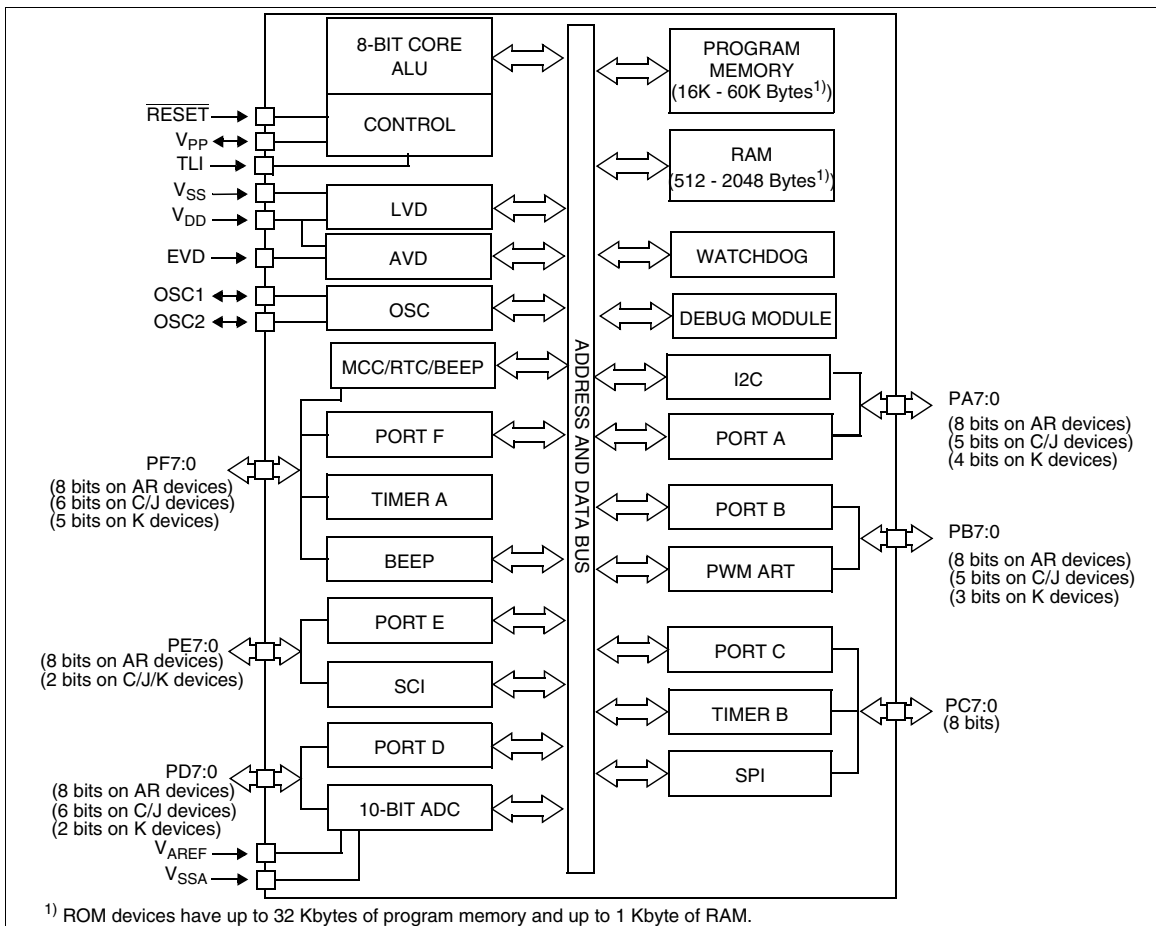 8-BIT CORE
ALU
CONTROL
RESET
VPP
TLI
VSS
VDD
EVD
OSC1
OSC2
LVD
AVD
OSC
MCC/RTC/BEEP
PORT F
TIMER A
BEEP
PF7:0
(8 bits on AR devices)
(6 bits on C/J devices)
(5 bits on K devices)
PORT E
SCI
PE7:0
(8 bits on AR devices)
(2 bits on C/J/K devices)
PORT D
10-BIT ADC
PD7:0
(8 bits on AR devices)
(6 bits on C/J devices)
(2 bits on K devices)
VAREF
VSSA
ADDRESS AND DATA BUS
PROGRAM
MEMORY
(16K - 60K Bytes1))
RAM
(512 - 2048 Bytes1))
WATCHDOG
DEBUG MODULE
I2C
PORT A
PA7:0
(8 bits on AR devices)
(5 bits on C/J devices)
(4 bits on K devices)
PORT B
PWM ART
PB7:0
(8 bits on AR devices)
(5 bits on C/J devices)
(3 bits on K devices)
PORT C
TIMER B
SPI
PC7:0
(8 bits)
1) ROM devices have up to 32 Kbytes of program memory and up to 1 Kbyte of RAM.